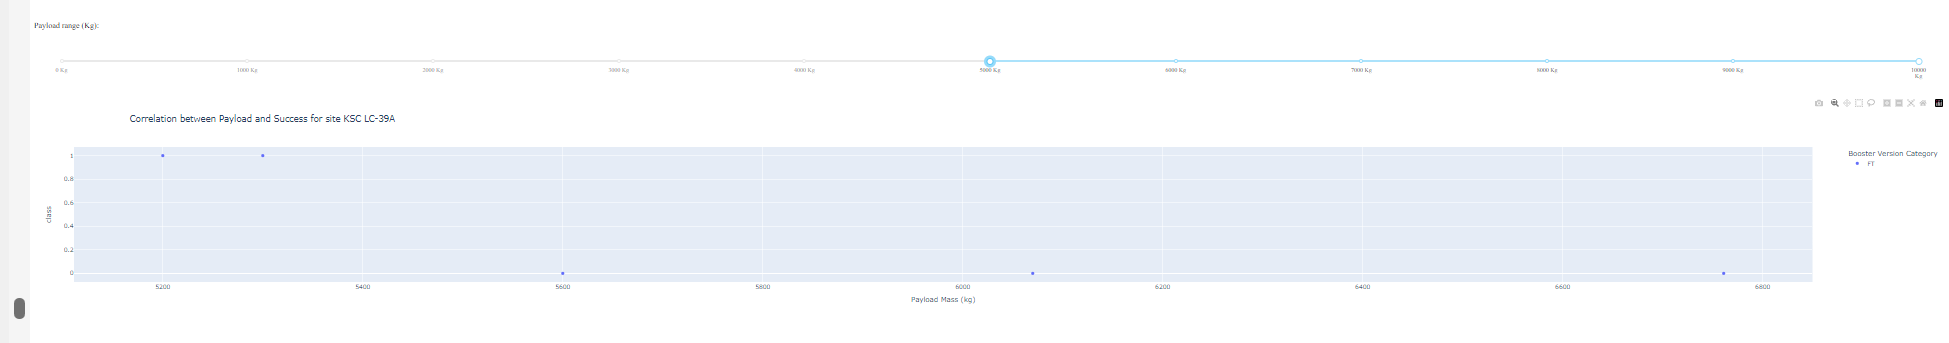 Payload range (Kg):
0 Kg 1000 Kg 2000 Kg 3000 Kg 4000 Kg 5000 Kg 6000 Kg 7000 Kg 8000 Kg 9000 Kg 10000 Kg
Correlation between Payload and Success for site KSC LC-39A
Booster Version Category
FT
1
0.8
0.6
0.4
0.2
0
class
5200 5400 5600 5800 6000 6200 6400 6600 6800
Payload Mass (kg)